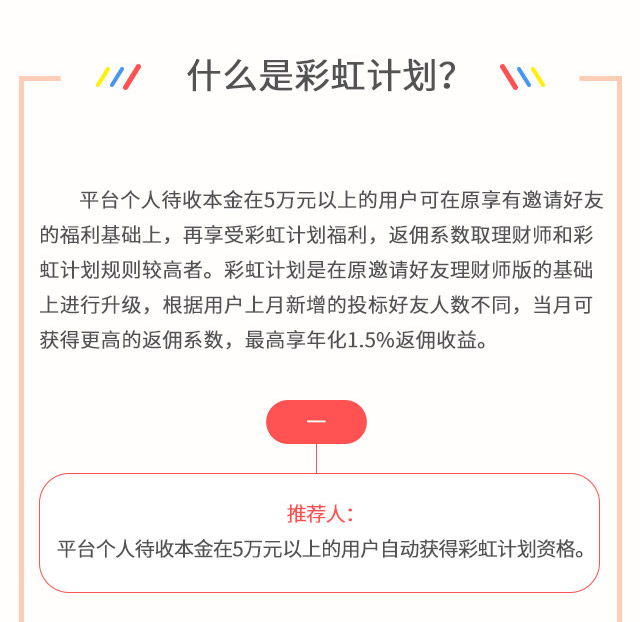 什么是彩虹计划？
平台个人待收本金在5万元以上的用户可在原享有邀请好友
的福利基础上，再享受彩虹计划福利，返佣系数取理财师和彩
虹计划规则较高者。彩虹计划是在原邀请好友理财师版的基础
上进行升级，根据用户上月新增的投标好友人数不同，当月可
获得更高的返佣系数，最高享年化1.5%返佣收益。
一
推荐人：
平台个人待收本金在5万元以上的用户自动获得彩虹计划资格。